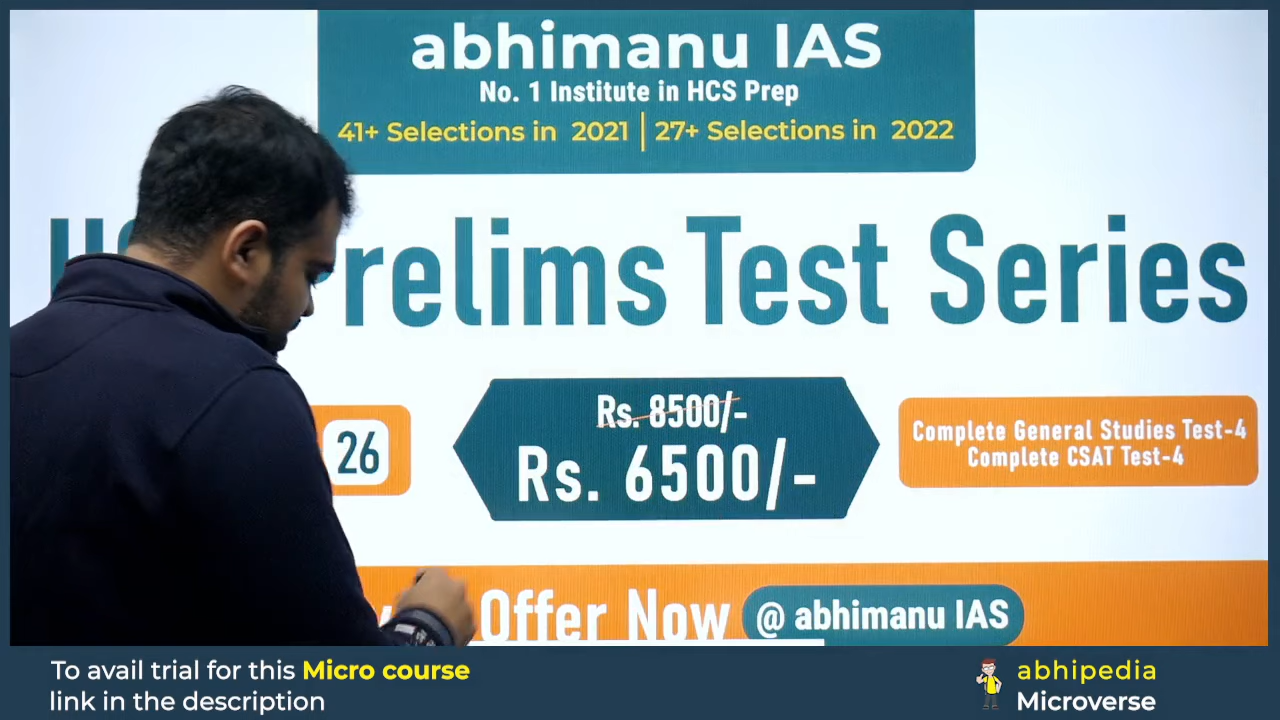 abhimanu IAS
No. 1 Institute in HCS Prep
41+ Selections in 2021 | 27+ Selections in 2022
Prelims Test Series
26
Rs. 8500/-
Rs. 6500/-
Complete General Studies Test-4
Complete CSAT Test-4
Offer Now @ abhimanu IAS
To avail trial for this Micro course
link in the description
abhipedia
Microverse